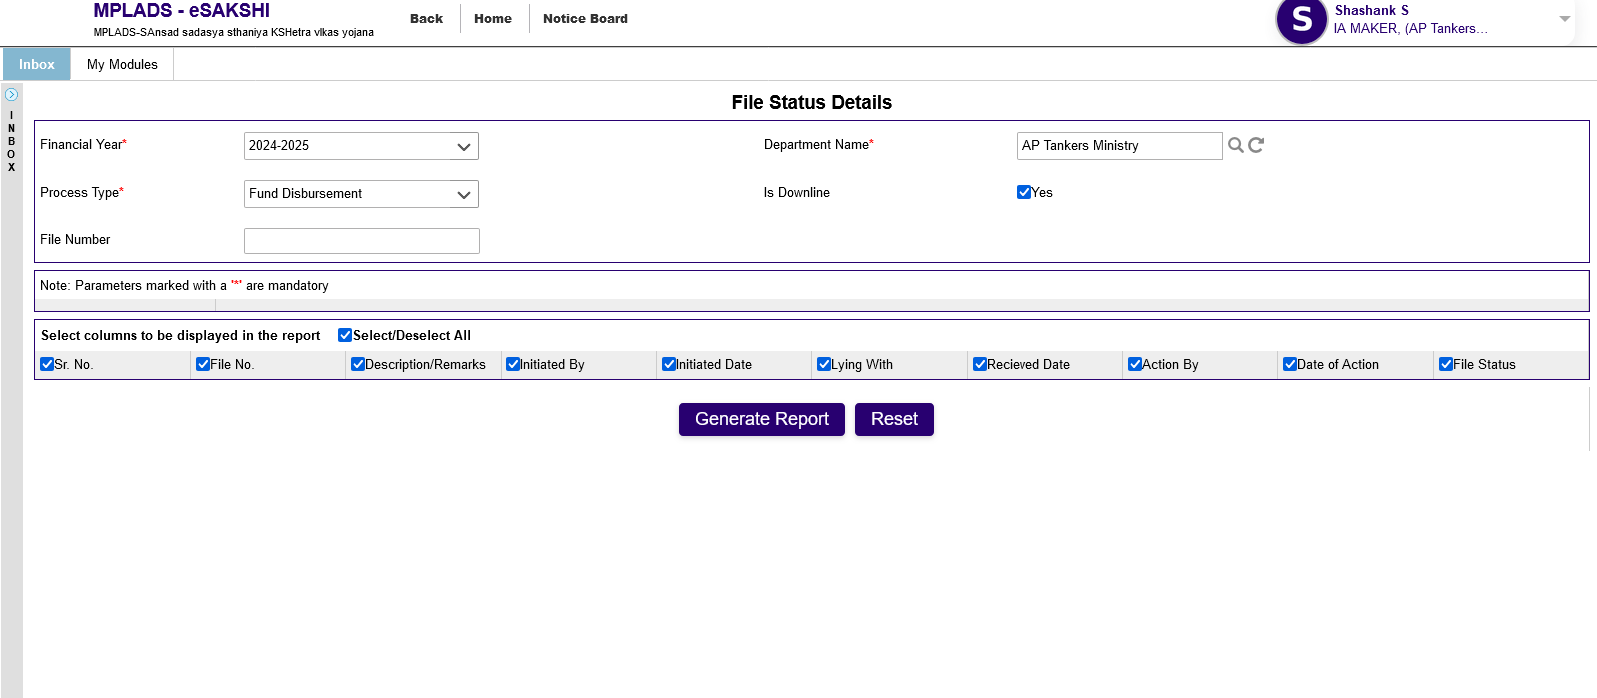 MPLADS - eSAKSHI
MPLADS-SAnsad sadasya sthaniya KSHetra vIkas yojana
Back
Home
Notice Board
S
Shashank S
IA MAKER, (AP Tankers...
Inbox
My Modules
INBOX
File Status Details
Financial Year*
2024-2025
Department Name*
AP Tankers Ministry
Process Type*
Fund Disbursement
Is Downline
Yes
File Number
Note: Parameters marked with a '*' are mandatory
Select columns to be displayed in the report
Select/Deselect All
Sr. No.
File No.
Description/Remarks
Initiated By
Initiated Date
Lying With
Recieved Date
Action By
Date of Action
File Status
Generate Report
Reset